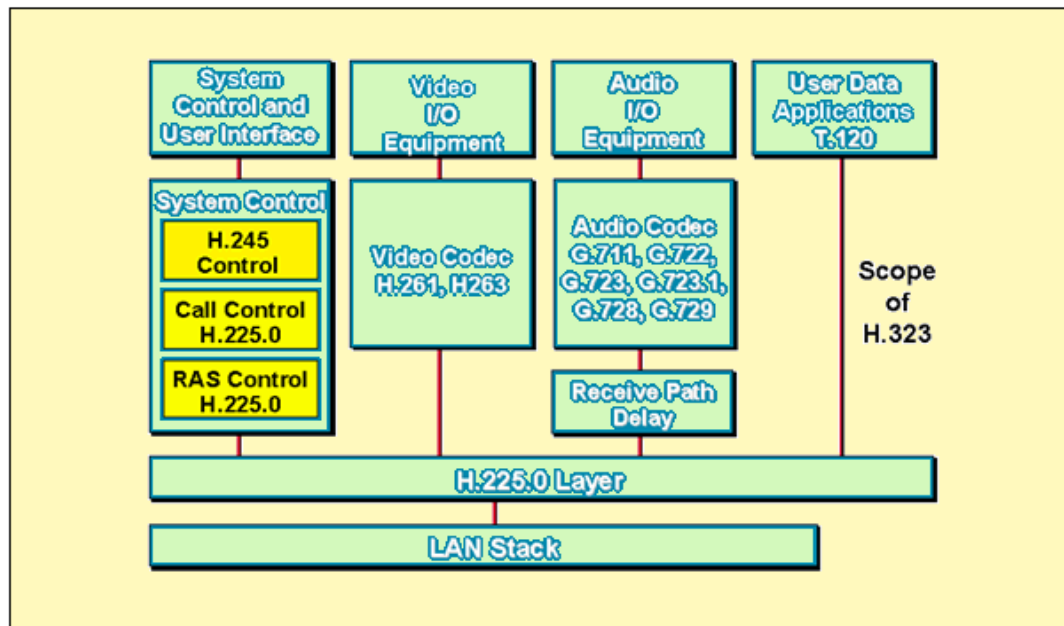 System
Control and
User Interface
Video
I/O
Equipment
Audio
I/O
Equipment
User Data
Applications
T.120
System Control
H.245
Control
Call Control
H.225.0
RAS Control
H.225.0
Video Codec
H.261, H263
Audio Codec
G.711, G.722,
G.723, G.723.1,
G.728, G.729
Receive Path
Delay
Scope
of
H.323
H.225.0 Layer
LAN Stack